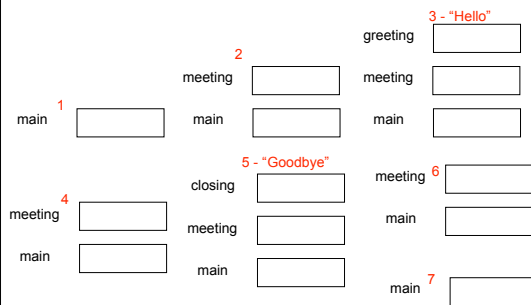 3 - “Hello”
greeting
2
meeting
meeting
1
main
main
main
5 - “Goodbye”
closing
meeting 6
4
meeting
meeting
main
main
main
main 7